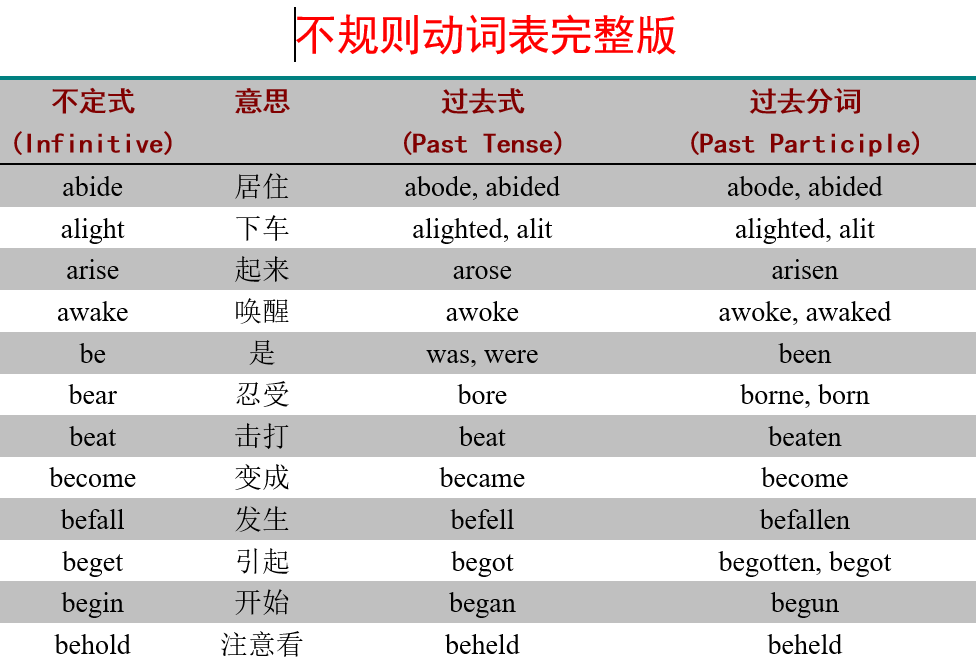 不规则动词表完整版
不定式 意思 过去式 过去分词
(Infinitive) (Past Tense) (Past Participle)
abide 居住 abode, abided abode, abided
alight 下车 alighted, alit alighted, alit
arise 起来 arose arisen
awake 唤醒 awoke awoke, awaked
be 是 was, were been
bear 忍受 bore borne, born
beat 击打 beat beaten
become 变成 became become
befall 发生 befell befallen
beget 引起 begot begotten, begot
begin 开始 began begun
behold 注意看 beheld beheld